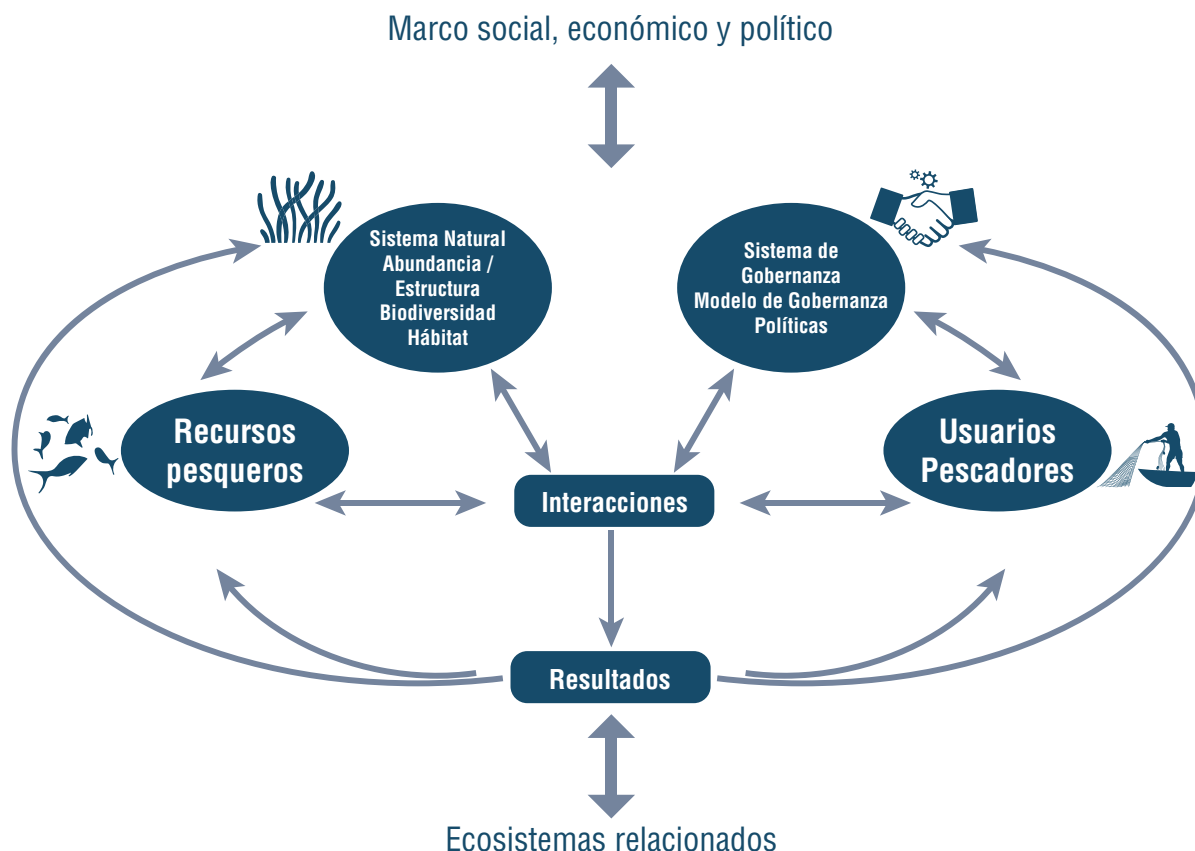 Marco social, económico y político
Sistema Natural
Abundancia /
Estructura
Biodiversidad
Hábitat
Sistema de
Gobernanza
Modelo de Gobernanza
Políticas
Recursos
pesqueros
Usuarios
Pescadores
Interacciones
Resultados
Ecosistemas relacionados